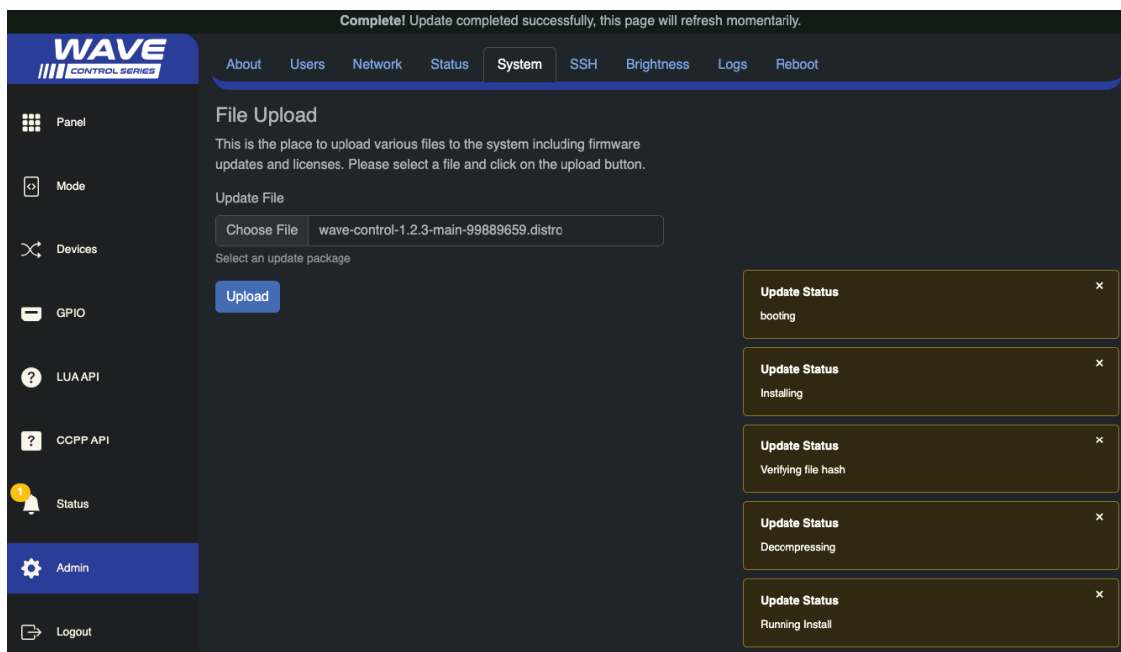 Complete! Update completed successfully, this page will refresh momentarily.
WAVE
CONTROL SERIES
About Users Network Status System SSH Brightness Logs Reboot
Panel
Mode
Devices
GPIO
LUA API
CCPP API
1
Status
Admin
Logout
File Upload
This is the place to upload various files to the system including firmware
updates and licenses. Please select a file and click on the upload button.
Update File
Choose File wave-control-1.2.3-main-99889659.distro
Select an update package
Upload
Update Status ×
booting
Update Status ×
Installing
Update Status ×
Verifying file hash
Update Status ×
Decompressing
Update Status ×
Running Install